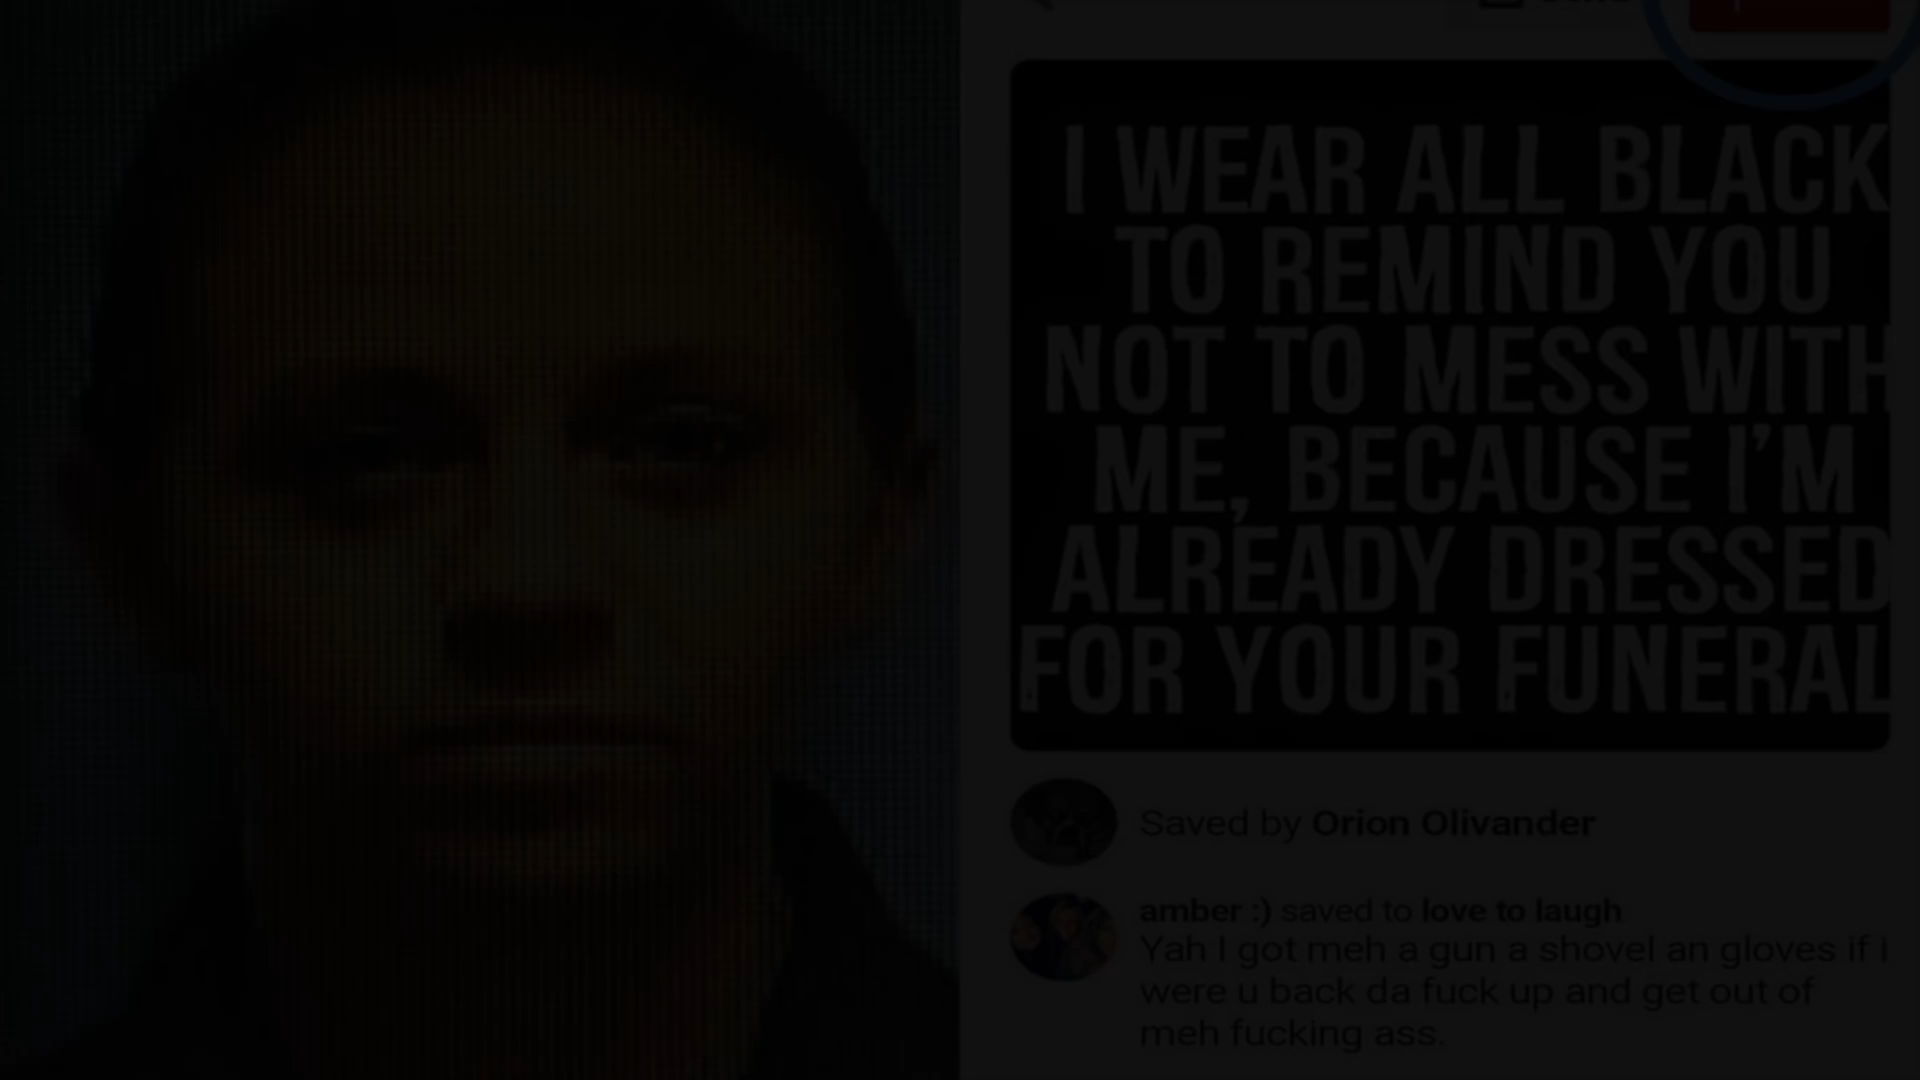 I WEAR ALL BLACK
TO REMIND YOU
NOT TO MESS WITH
ME, BECAUSE I'M
ALREADY DRESSED
FOR YOUR FUNERAL
Saved by Orion Olivander
amber :) saved to love to laugh
Yah I got meh a gun a shovel an gloves if i
were u back da fuck up and get out of
meh fucking ass.